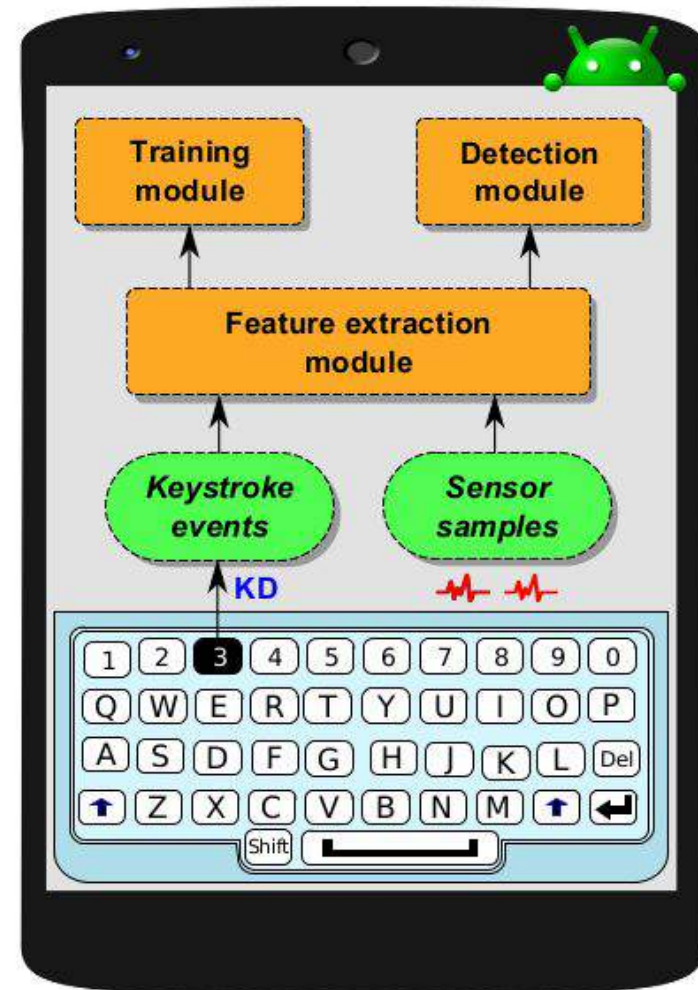 Training
module
Detection
module
Feature extraction
module
Keystroke
events
Sensor
samples
KD
1 2 3 4 5 6 7 8 9 0
Q W E R T Y U I O P
A S D F G H J K L Del
Z X C V B N M
Shift